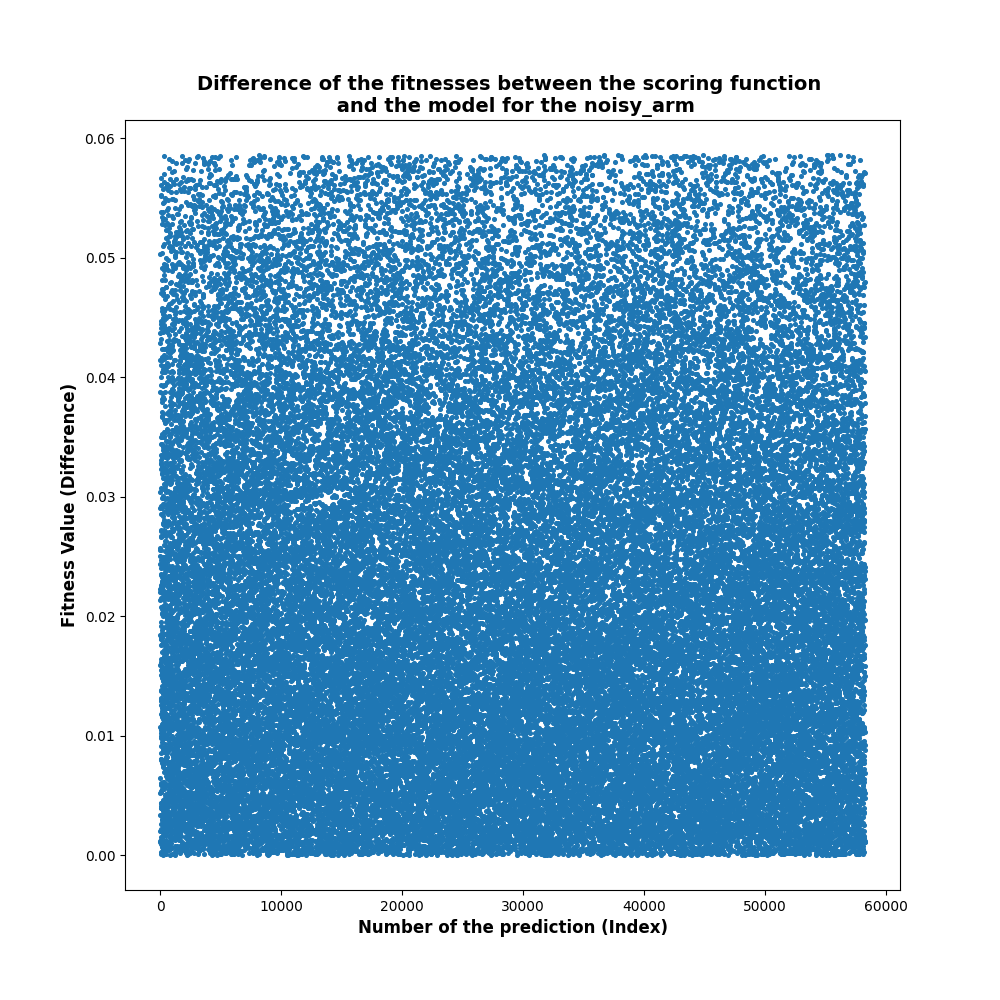 Difference of the fitnesses between the scoring function
and the model for the noisy_arm
0.06
0.05
0.04
0.03
0.02
0.01
0.00
Fitness Value (Difference)
0 10000 20000 30000 40000 50000 60000
Number of the prediction (Index)